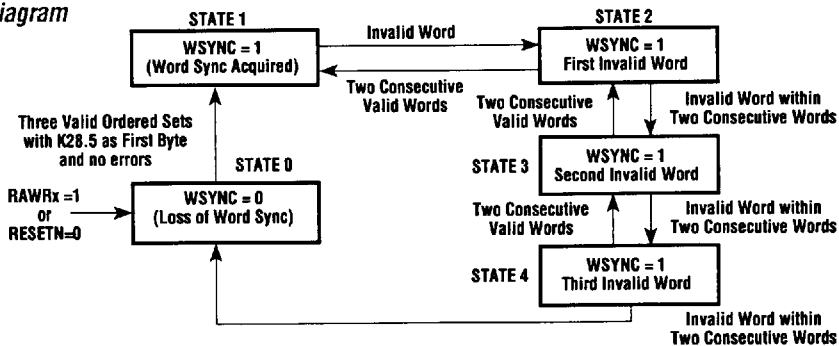 iagram
STATE 1
WSYNC = 1
(Word Sync Acquired)
Invalid Word
STATE 2
WSYNC = 1
First Invalid Word
Two Consecutive
Valid Words
Three Valid Ordered Sets
with K28.5 as First Byte
and no errors
Two Consecutive
Valid Words
Invalid Word within
Two Consecutive Words
STATE 0
WSYNC = 0
(Loss of Word Sync)
RAWRx =1
or
RESETN=0
STATE 3
WSYNC = 1
Second Invalid Word
Two Consecutive
Valid Words
Invalid Word within
Two Consecutive Words
STATE 4
WSYNC = 1
Third Invalid Word
Invalid Word within
Two Consecutive Words